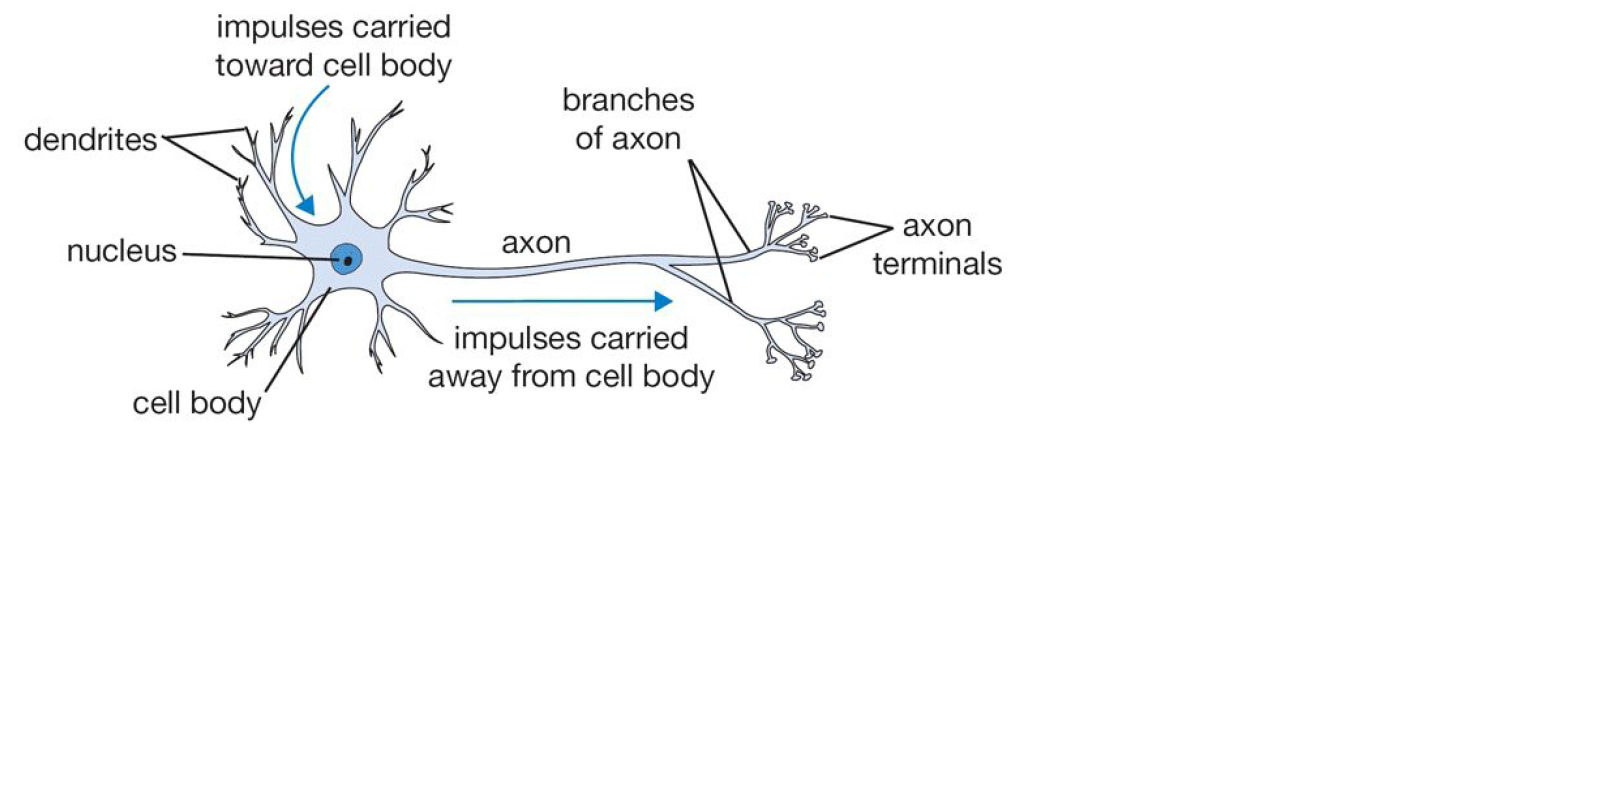 impulses carried
toward cell body
branches
of axon
dendrites
axon
terminals
nucleus
axon
impulses carried
away from cell body
cell body